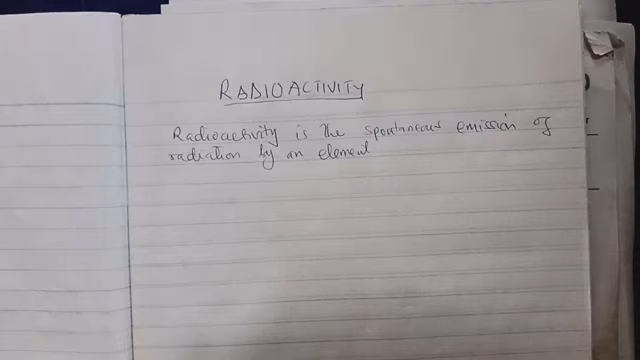 RADIOACTIVITY
Radioactivity is the spontaneous emission of
radiation by an element